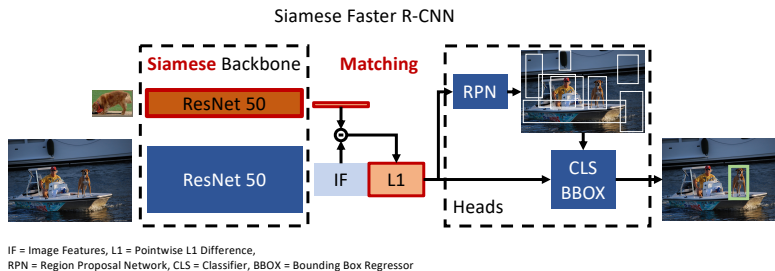 Siamese Faster R-CNN
Siamese Backbone
Matching
ResNet 50
RPN
ResNet 50
IF
L1
CLS
BBOX
Heads
IF = Image Features, L1 = Pointwise L1 Difference,
RPN = Region Proposal Network, CLS = Classifier, BBOX = Bounding Box Regressor